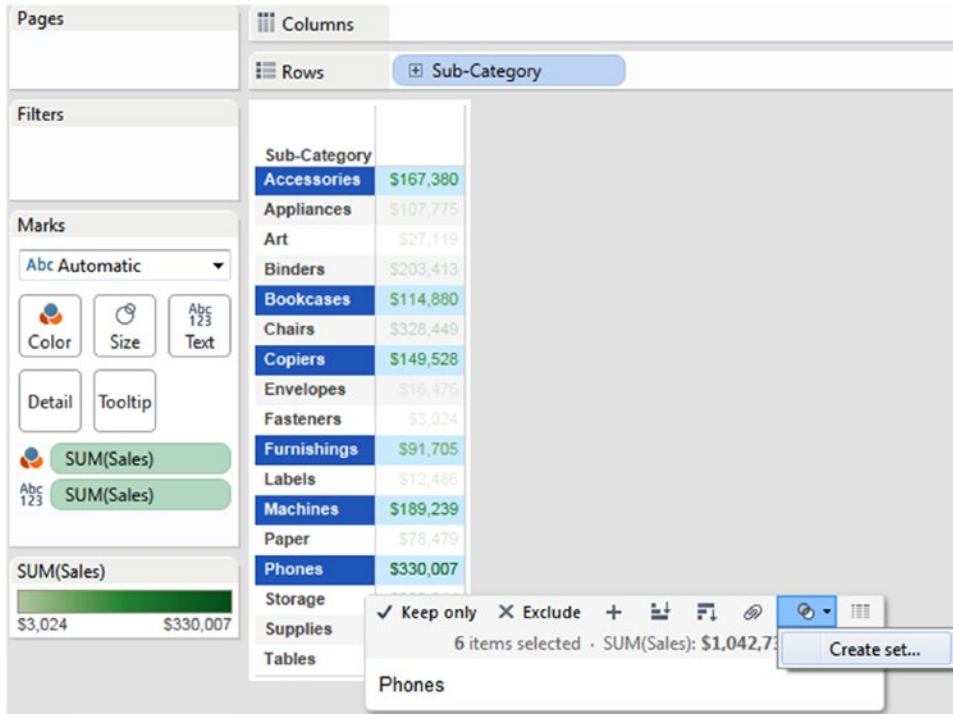 Pages
Columns
Rows
Sub-Category
Filters
Marks
Abc Automatic
Color
Size
Abc
123
Text
Detail
Tooltip
SUM(Sales)
Abc
123
SUM(Sales)
SUM(Sales)
$3,024 $330,007
Sub-Category
Accessories $167,380
Appliances $107,775
Art $27,119
Binders $203,413
Bookcases $114,880
Chairs $328,449
Copiers $149,528
Envelopes $16,476
Fasteners $3,024
Furnishings $91,705
Labels $12,486
Machines $189,239
Paper $78,479
Phones $330,007
Storage
Supplies
Tables
Keep only Exclude
6 items selected · SUM(Sales): $1,042,73
Create set...
Phones